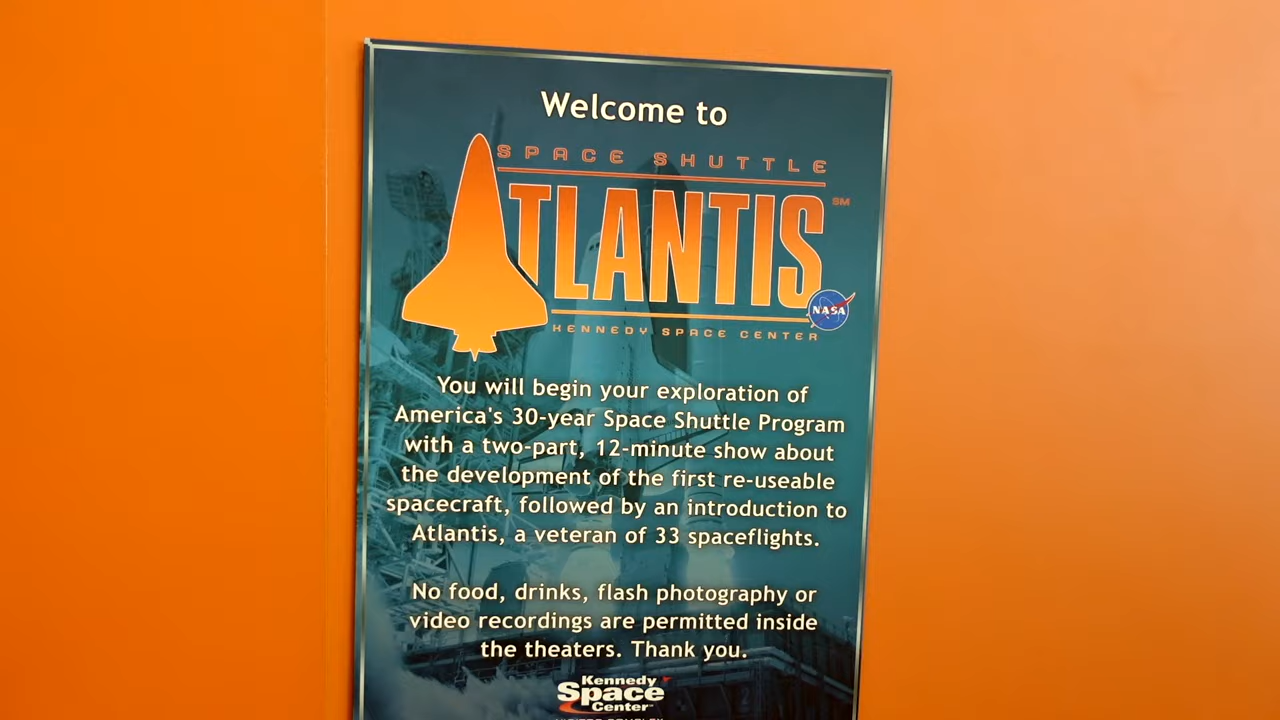 Welcome to
SPACE SHUTTLE
ATLANTIS SM
NASA
KENNEDY SPACE CENTER
You will begin your exploration of
America's 30-year Space Shuttle Program
with a two-part, 12-minute show about
the development of the first re-useable
spacecraft, followed by an introduction to
Atlantis, a veteran of 33 spaceflights.
No food, drinks, flash photography or
video recordings are permitted inside
the theaters. Thank you.
Kennedy
Space
Center